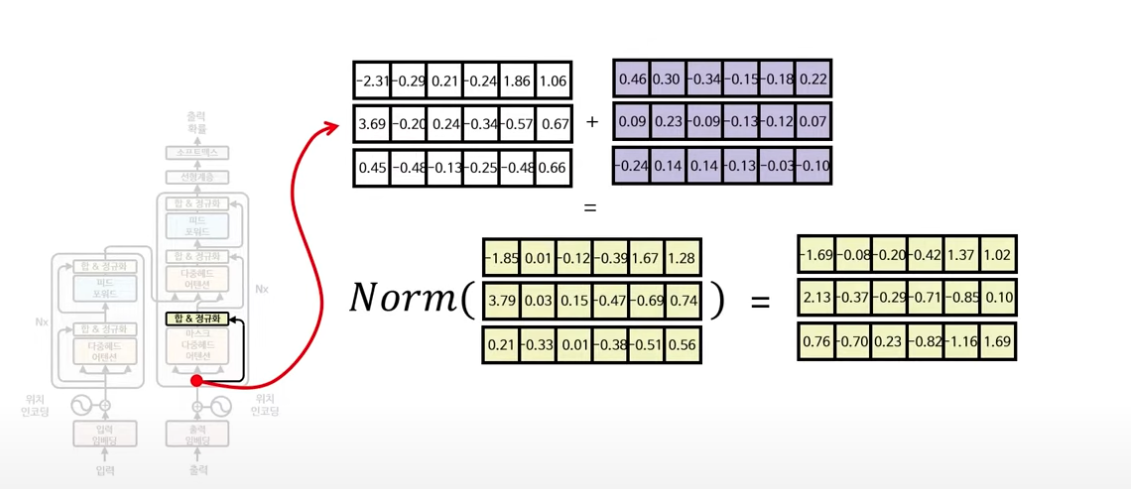 출력
확률
소프트맥스
선형계층
합 & 정규화
피드
포워드
합 & 정규화
다중헤드
어텐션
Nx
합 & 정규화
마스크
다중헤드
어텐션
합 & 정규화
피드
포워드
Nx
합 & 정규화
다중헤드
어텐션
위치
인코딩
위치
인코딩
입력
임베딩
출력
임베딩
입력
출력
-2.31 -0.29 0.21 -0.24 1.86 1.06
3.69 -0.20 0.24 -0.34 -0.57 0.67
0.45 -0.48 -0.13 -0.25 -0.48 0.66
+
0.46 0.30 -0.34 -0.15 -0.18 0.22
0.09 0.23 -0.09 -0.13 -0.12 0.07
-0.24 0.14 0.14 -0.13 -0.03 -0.10
=
Norm(
-1.85 0.01 -0.12 -0.39 1.67 1.28
3.79 0.03 0.15 -0.47 -0.69 0.74
0.21 -0.33 0.01 -0.38 -0.51 0.56
) =
-1.69 -0.08 -0.20 -0.42 1.37 1.02
2.13 -0.37 -0.29 -0.71 -0.85 0.10
0.76 -0.70 0.23 -0.82 -1.16 1.69